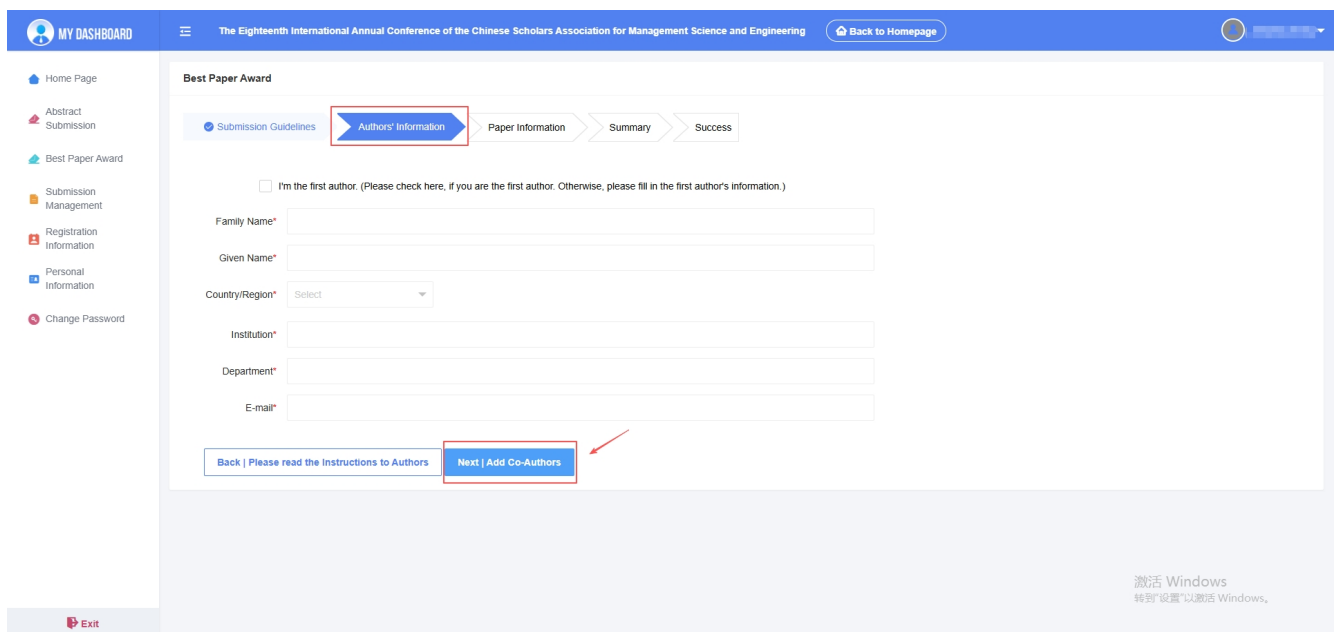 MY DASHBOARD
The Eighteenth International Annual Conference of the Chinese Scholars Association for Management Science and Engineering
Back to Homepage
Home Page
Abstract
Submission
Best Paper Award
Submission
Management
Registration
Information
Personal
Information
Change Password
Exit
Best Paper Award
Submission Guidelines
Authors' Information
Paper Information
Summary
Success
I'm the first author. (Please check here, if you are the first author. Otherwise, please fill in the first author's information.)
Family Name*
Given Name*
Country/Region*
Select
Institution*
Department*
E-mail*
Back | Please read the Instructions to Authors
Next | Add Co-Authors
激活 Windows
转到"设置"以激活 Windows。